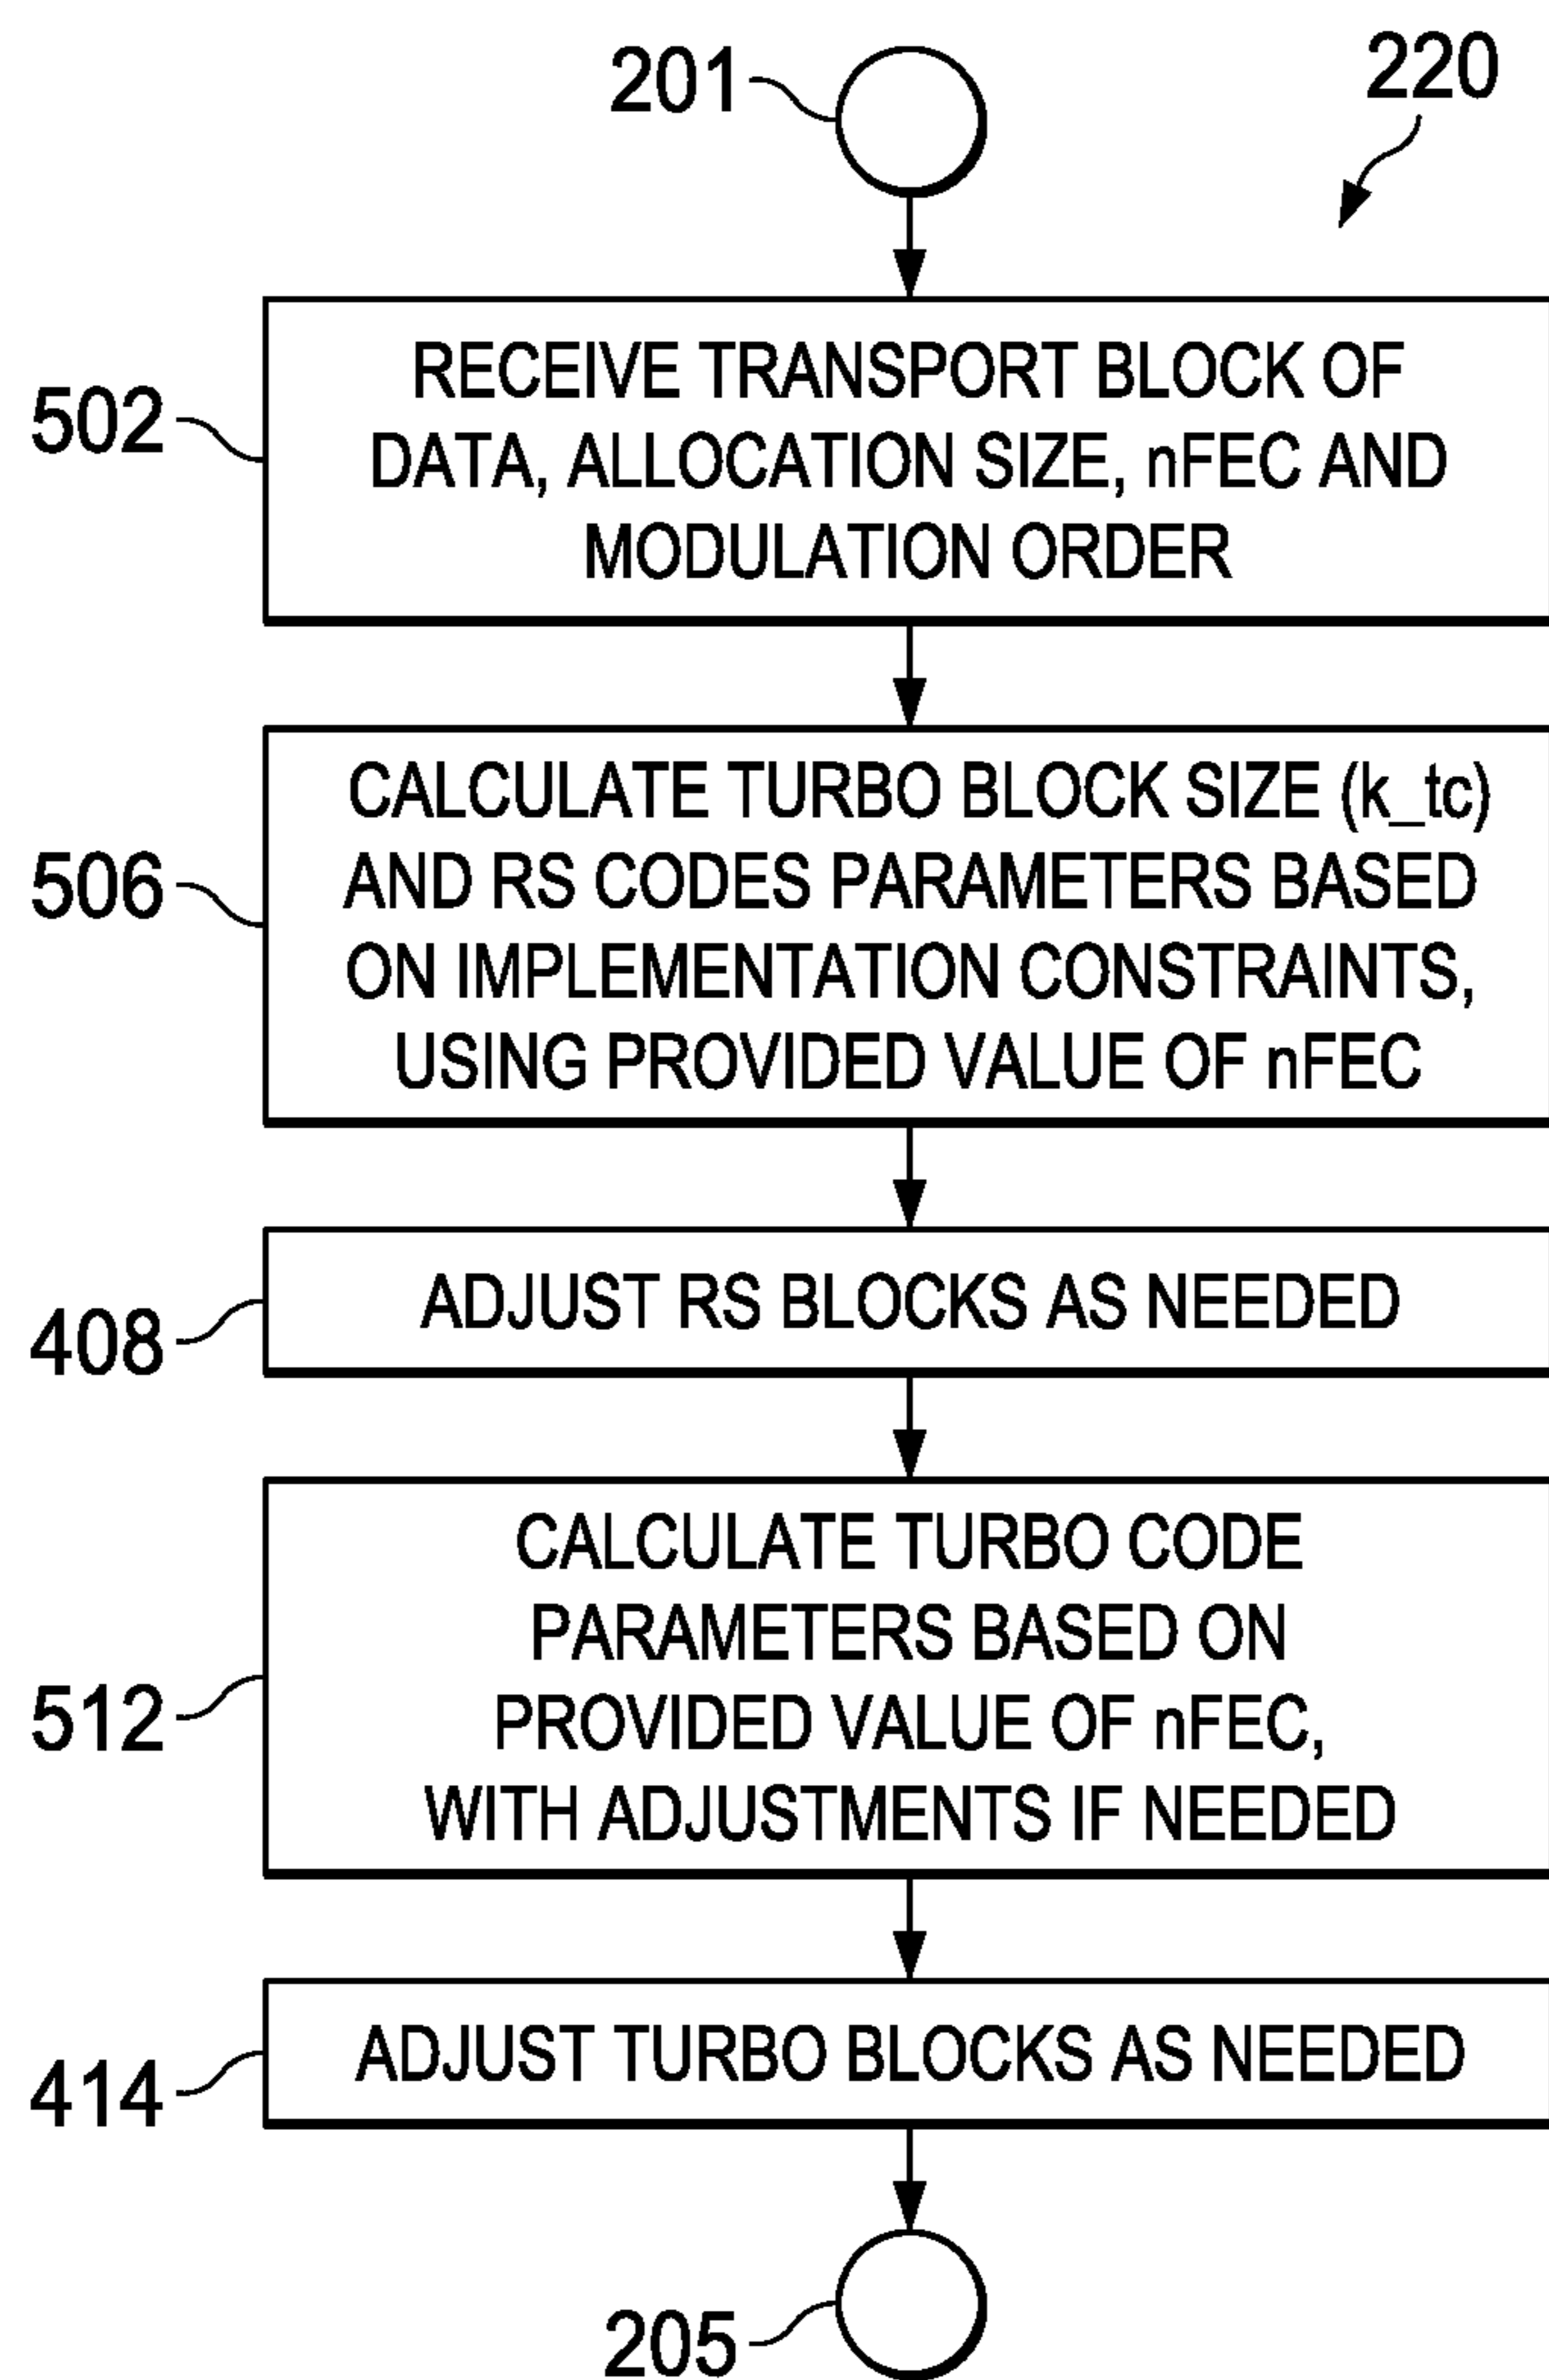 201
220
502
RECEIVE TRANSPORT BLOCK OF
DATA, ALLOCATION SIZE, nFEC AND
MODULATION ORDER
506
CALCULATE TURBO BLOCK SIZE (k_tc)
AND RS CODES PARAMETERS BASED
ON IMPLEMENTATION CONSTRAINTS,
USING PROVIDED VALUE OF nFEC
408
ADJUST RS BLOCKS AS NEEDED
512
CALCULATE TURBO CODE
PARAMETERS BASED ON
PROVIDED VALUE OF nFEC,
WITH ADJUSTMENTS IF NEEDED
414
ADJUST TURBO BLOCKS AS NEEDED
205